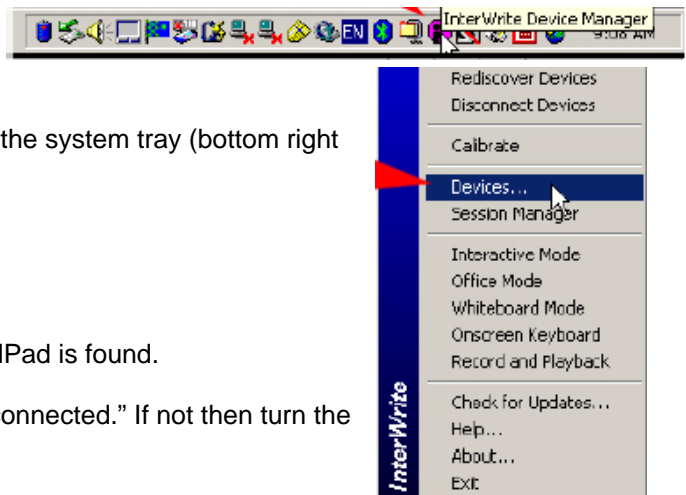 InterWrite Device Manager
EN
9:08 AM
Rediscover Devices
Disconnect Devices
the system tray (bottom right
Calibrate
Devices...
Session Manager
Interactive Mode
Office Mode
Whiteboard Mode
Onscreen Keyboard
Pad is found.
Record and Playback
onnected.” If not then turn the
Check for Updates...
Help...
About...
Exit
InterWrite